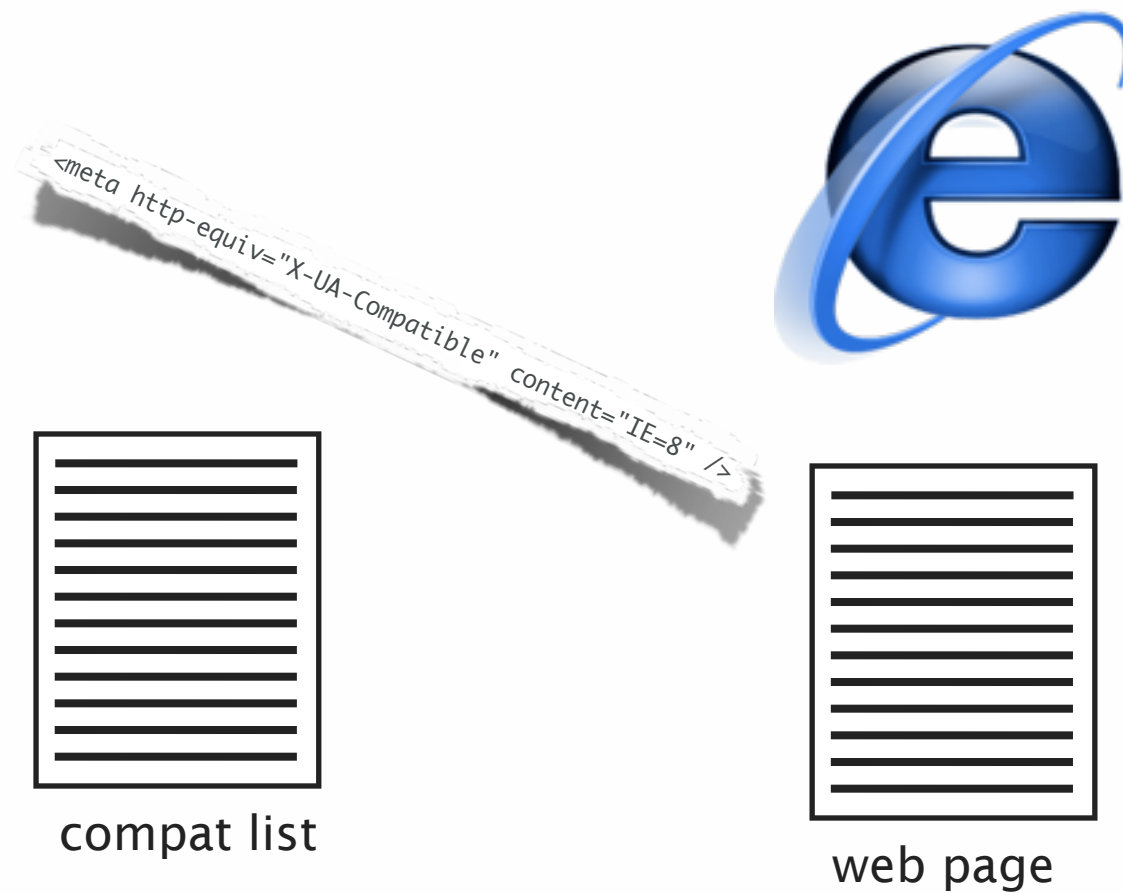 <meta http-equiv="X-UA-Compatible" content="IE=8" />
compat list
web page